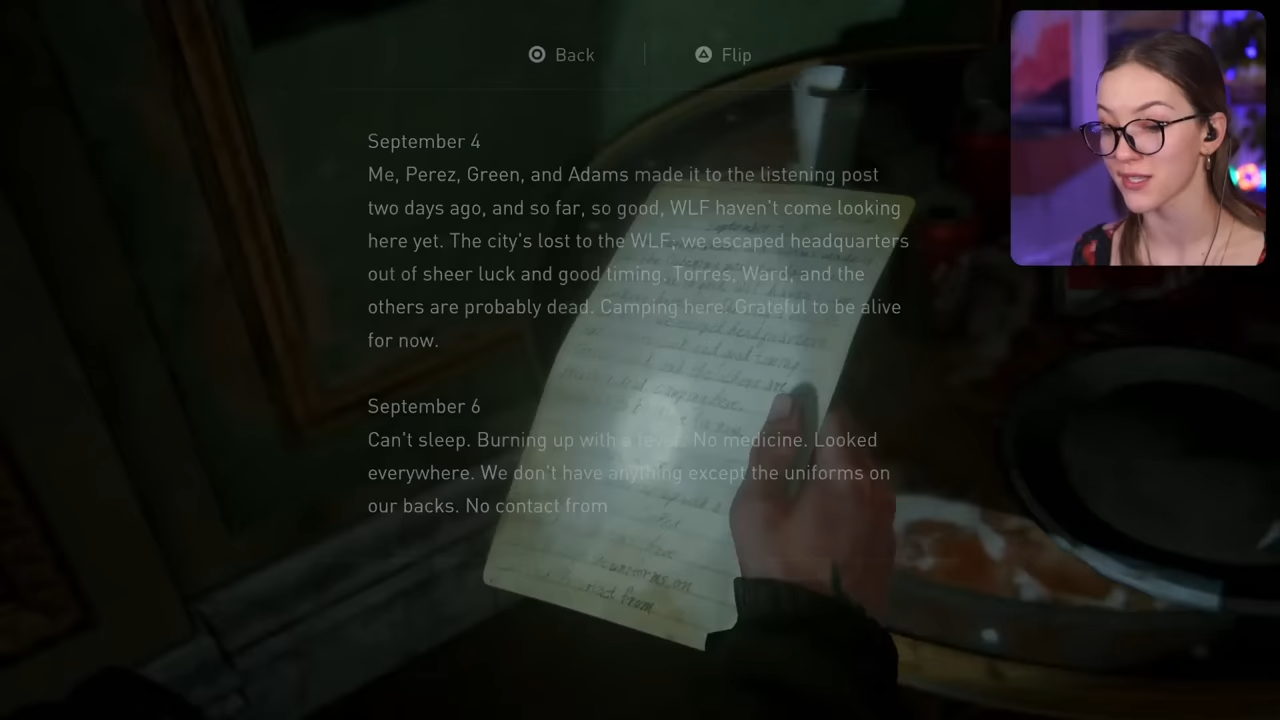 Back
Flip
September 4
Me, Perez, Green, and Adams made it to the listening post
two days ago, and so far, so good, WLF haven't come looking
here yet. The city's lost to the WLF; we escaped headquarters
out of sheer luck and good timing. Torres, Ward, and the
others are probably dead. Camping here. Grateful to be alive
for now.
September 6
Can't sleep. Burning up with a fever. No medicine. Looked
everywhere. We don't have anything except the uniforms on
our backs. No contact from